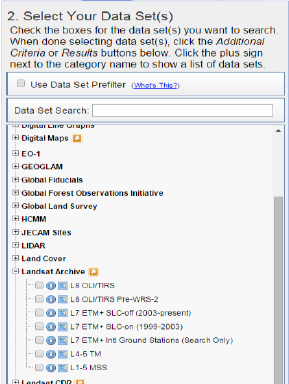 2. Select Your Data Set(s)
Check the boxes for the data set(s) you want to search.
When done selecting data set(s), click the Additional
Criteria or Results buttons below. Click the plus sign
next to the category name to show a list of data sets.
Use Data Set Prefilter (What's This?)
Data Set Search:
Digital Line Graphs
Digital Maps
EO-1
GEOGLAM
Global Fiducials
Global Forest Observations Initiative
Global Land Survey
HCMM
JECAM Sites
LIDAR
Land Cover
Landsat Archive
L8 OLI/TIRS
L8 OLI/TIRS Pre-WRS-2
L7 ETM+ SLC-off (2003-present)
L7 ETM+ SLC-on (1999-2003)
L7 ETM+ Intl Ground Stations (Search Only)
L4-5 TM
L1-5 MSS
Landsat CDR